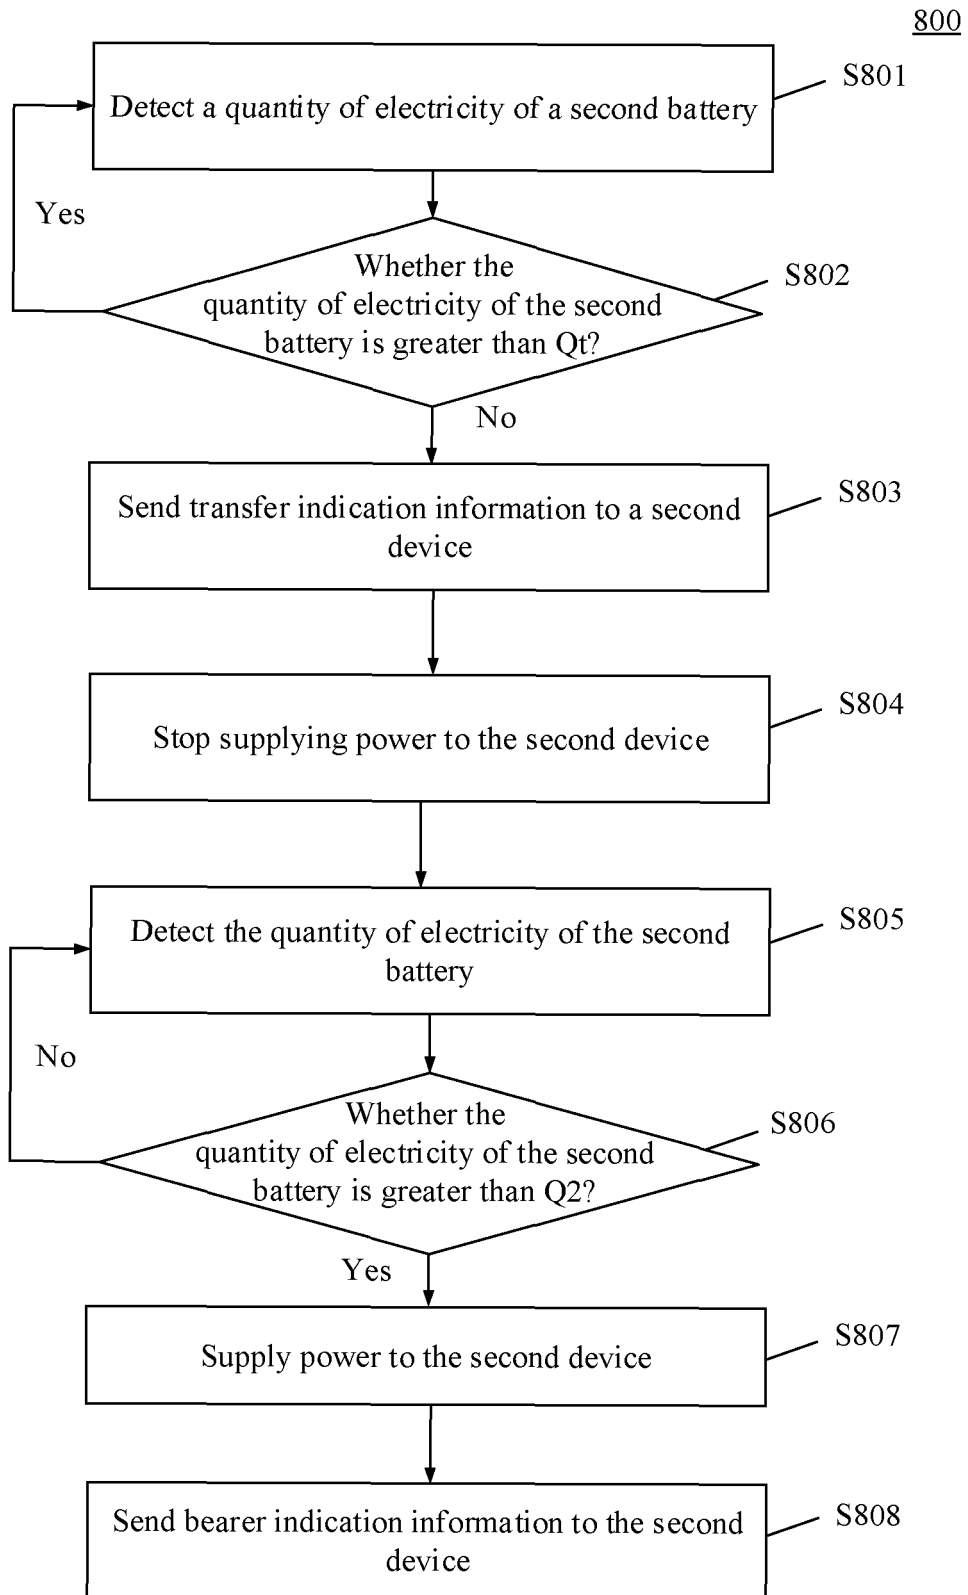 800
S801
Detect a quantity of electricity of a second battery
Yes
Whether the
quantity of electricity of the second
battery is greater than Qt?
S802
No
S803
Send transfer indication information to a second
device
S804
Stop supplying power to the second device
S805
Detect the quantity of electricity of the second
battery
No
Whether the
quantity of electricity of the second
battery is greater than Q2?
S806
Yes
S807
Supply power to the second device
S808
Send bearer indication information to the second
device